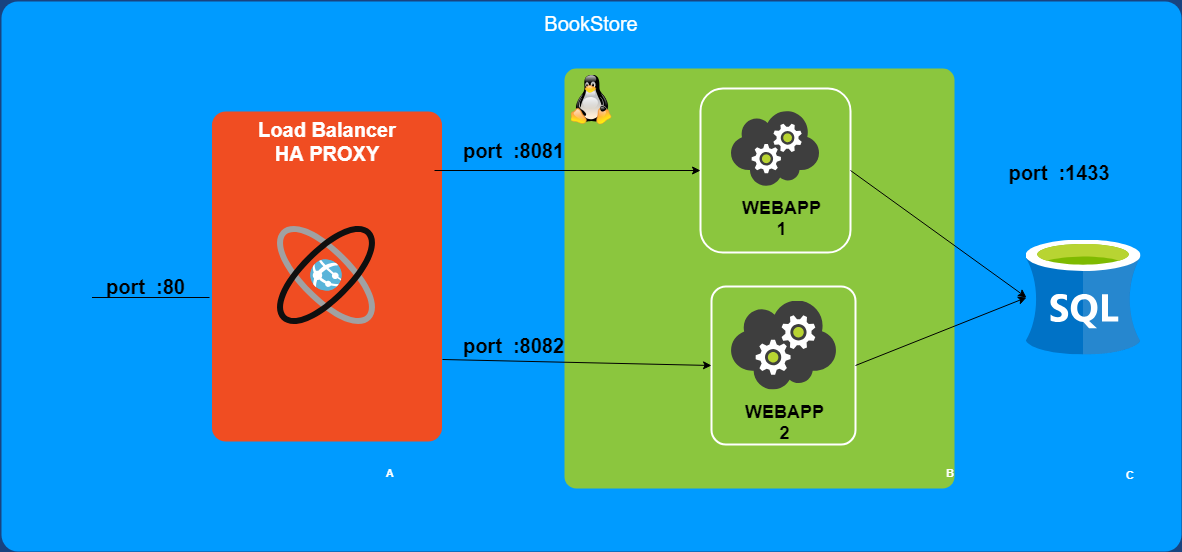 BookStore
Load Balancer
HA PROXY
port :80
port :8081
port :8082
WEBAPP
1
WEBAPP
2
port :1433
SQL
A
B
C